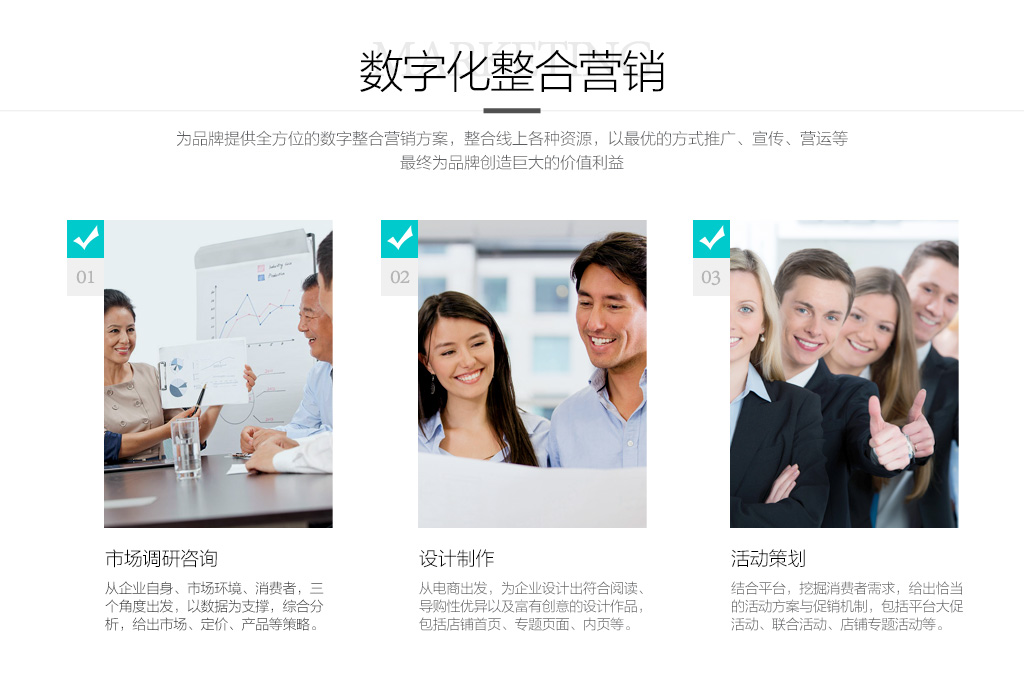 数字化整合营销
为品牌提供全方位的数字整合营销方案，整合线上各种资源，以最优的方式推广、宣传、营运等
最终为品牌创造巨大的价值利益
01
02
03
市场调研咨询
从企业自身、市场环境、消费者，三
个角度出发，以数据为支撑，综合分
析，给出市场、定价、产品等策略。
设计制作
从电商出发，为企业设计出符合阅读、
导购性优异以及富有创意的设计作品，
包括店铺首页、专题页面、内页等。
活动策划
结合平台，挖掘消费者需求，给出恰当
的活动方案与促销机制，包括平台大促
活动、联合活动、店铺专题活动等。